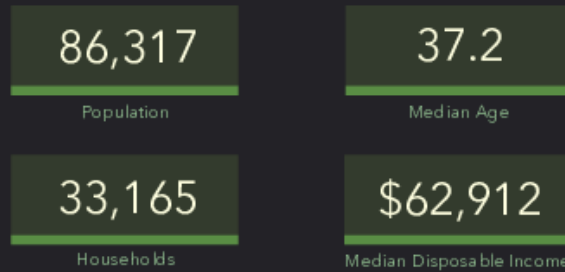 86,317
37.2
Population
Median Age
33,165
$62,912
Households
Median Disposable Income